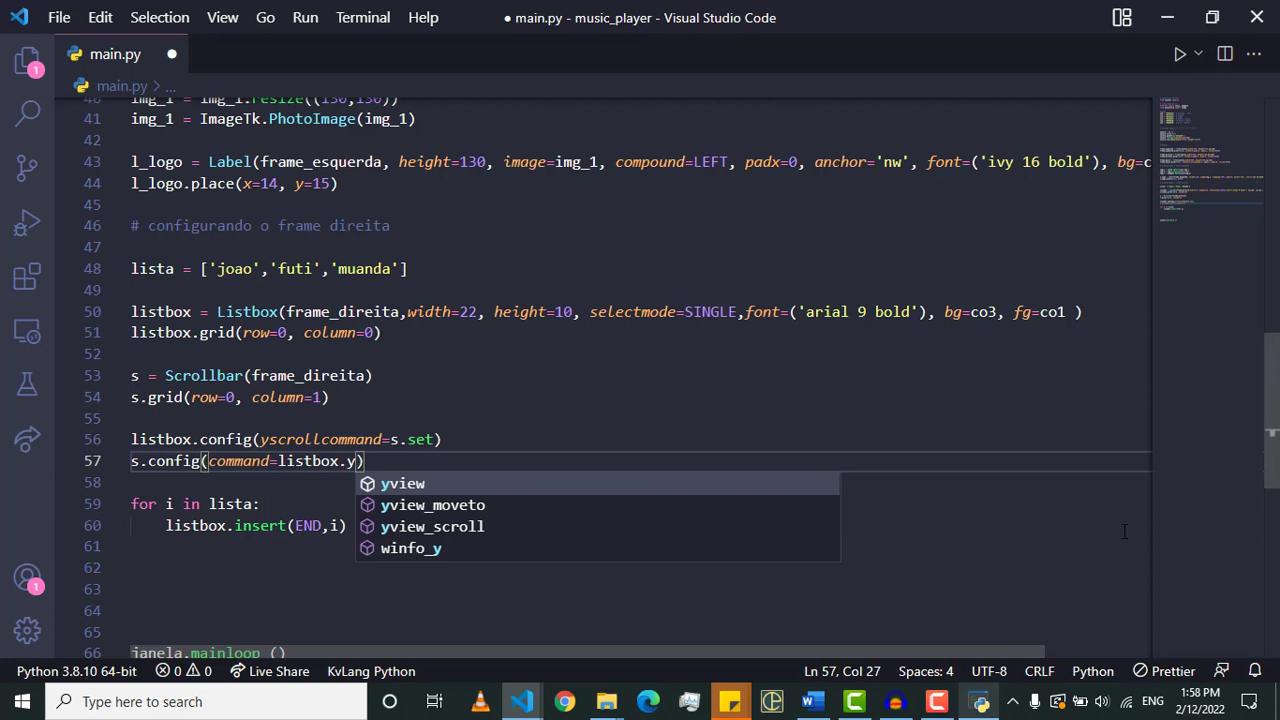 File Edit Selection View Go Run Terminal Help ● main.py - music_player - Visual Studio Code
main.py
main.py > ...
40 img_1 = img_1.resize((130,130))
41 img_1 = ImageTk.PhotoImage(img_1)
42
43 l_logo = Label(frame_esquerda, height=130, image=img_1, compound=LEFT, padx=0, anchor='nw' font=('ivy 16 bold'), bg=c
44 l_logo.place(x=14, y=15)
45
46 # configurando o frame direita
47
48 lista = ['joao','futi','muanda']
49
50 listbox = Listbox(frame_direita,width=22, height=10, selectmode=SINGLE,font=('arial 9 bold'), bg=co3, fg=co1 )
51 listbox.grid(row=0, column=0)
52
53 s = Scrollbar(frame_direita)
54 s.grid(row=0, column=1)
55
56 listbox.config(yscrollcommand=s.set)
57 s.config(command=listbox.y)
yview
58
yview_moveto
59 for i in lista:
yview_scroll
60 listbox.insert(END,i)
winfo_y
61
62
63
64
65
66 janela.mainloop ()
1
1
Python 3.8.10 64-bit 0 0 Live Share KvLang Python Ln 57, Col 27 Spaces: 4 UTF-8 CRLF Python Prettier
Type here to search
ENG
1:58 PM
2/12/2022